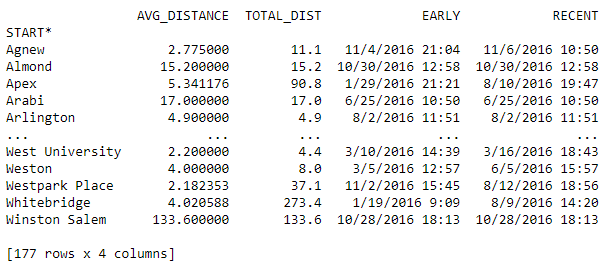 AVG_DISTANCE TOTAL_DIST EARLY RECENT
START*
Agnew 2.775000 11.1 11/4/2016 21:04 11/6/2016 10:50
Almond 15.200000 15.2 10/30/2016 12:58 10/30/2016 12:58
Apex 5.341176 90.8 1/29/2016 21:21 8/10/2016 19:47
Arabi 17.000000 17.0 6/25/2016 10:50 6/25/2016 10:50
Arlington 4.900000 4.9 8/2/2016 11:51 8/2/2016 11:51
... ... ... ... ...
West University 2.200000 4.4 3/10/2016 14:39 3/16/2016 18:43
Weston 4.000000 8.0 3/5/2016 12:57 6/5/2016 15:57
Westpark Place 2.182353 37.1 11/2/2016 15:45 8/12/2016 18:56
Whitebridge 4.020588 273.4 1/19/2016 9:09 8/9/2016 14:20
Winston Salem 133.600000 133.6 10/28/2016 18:13 10/28/2016 18:13
[177 rows x 4 columns]